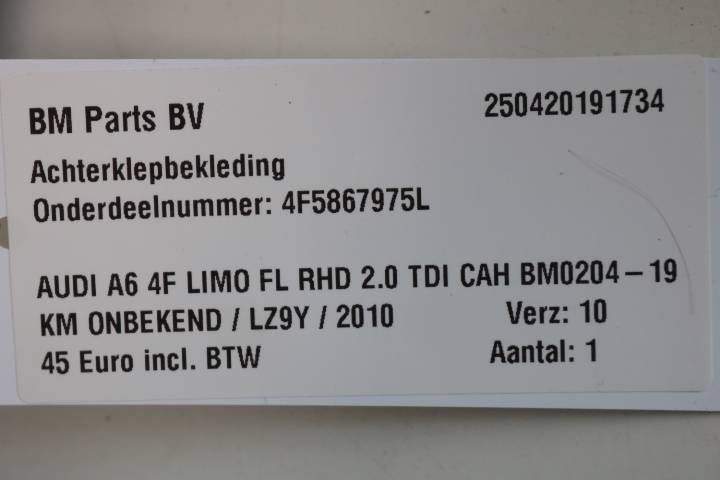 BM Parts BV 250420191734
Achterklepbekleding
Onderdeelnummer: 4F5867975L
AUDI A6 4F LIMO FL RHD 2.0 TDI CAH BM0204-19
KM ONBEKEND / LZ9Y / 2010 Verz: 10
45 Euro incl. BTW Aantal: 1